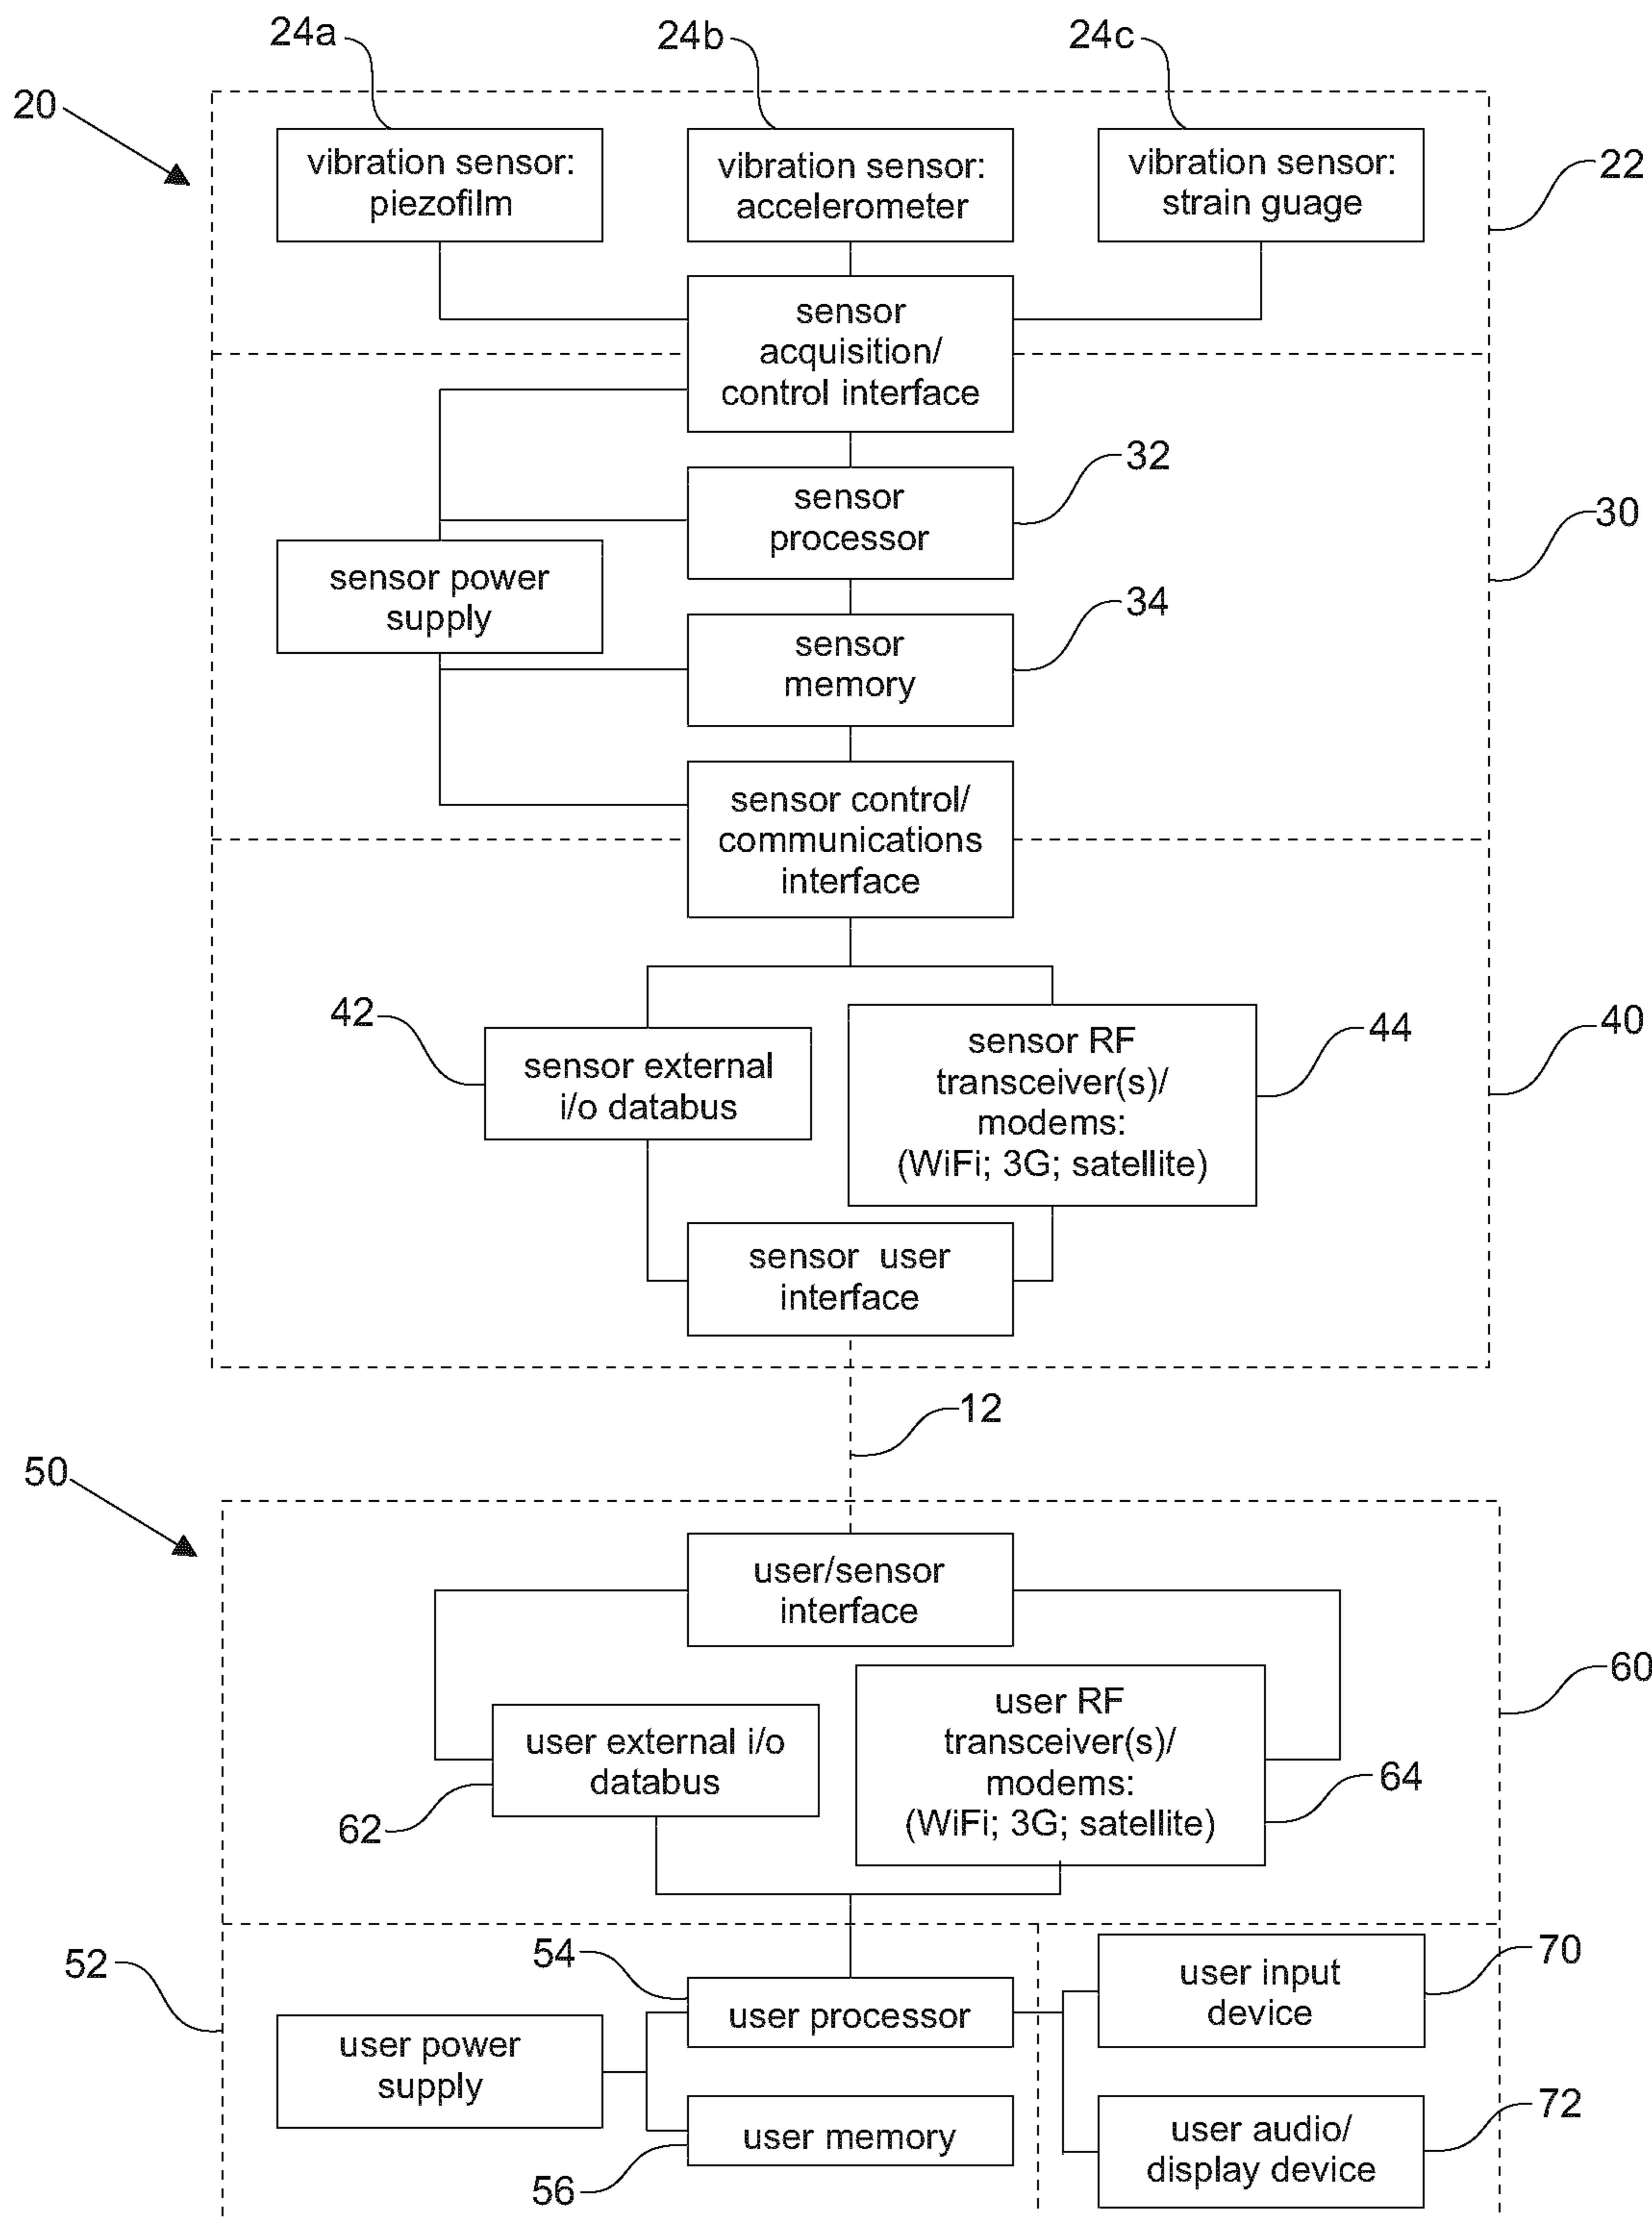 24a
24b
24c
20
vibration sensor:
piezofilm
vibration sensor:
accelerometer
vibration sensor:
strain guage
22
sensor
acquisition/
control interface
32
sensor
processor
30
sensor power
supply
34
sensor
memory
sensor control/
communications
interface
42
sensor external
i/o databus
sensor RF
transceiver(s)/
modems:
(WiFi; 3G; satellite)
44
40
sensor user
interface
12
50
user/sensor
interface
60
user external i/o
databus
62
user RF
transceiver(s)/
modems:
(WiFi; 3G; satellite)
64
52
54
user processor
user input
device
70
user power
supply
user memory
56
user audio/
display device
72